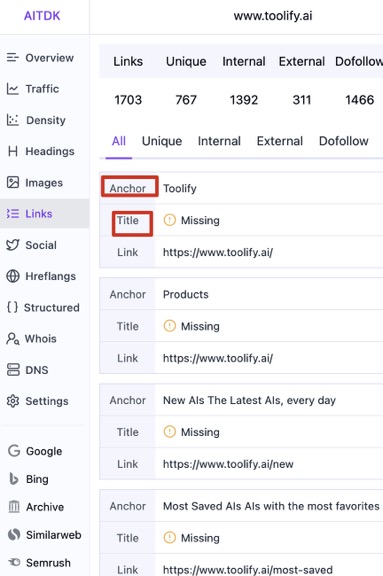 AITDK
www.toolify.ai
Overview
Traffic
Density
Headings
Images
Links
Social
Hreflangs
Structured
Whois
DNS
Settings
Google
Bing
Archive
Similarweb
Semrush
Links Unique Internal External Dofollow
1703 767 1392 311 1466
All Unique Internal External Dofollow
Anchor Toolify
Title Missing
Link https://www.toolify.ai/
Anchor Products
Title Missing
Link https://www.toolify.ai/
Anchor New AIs The Latest AIs, every day
Title Missing
Link https://www.toolify.ai/new
Anchor Most Saved AIs AIs with the most favorites
Title Missing
Link https://www.toolify.ai/most-saved